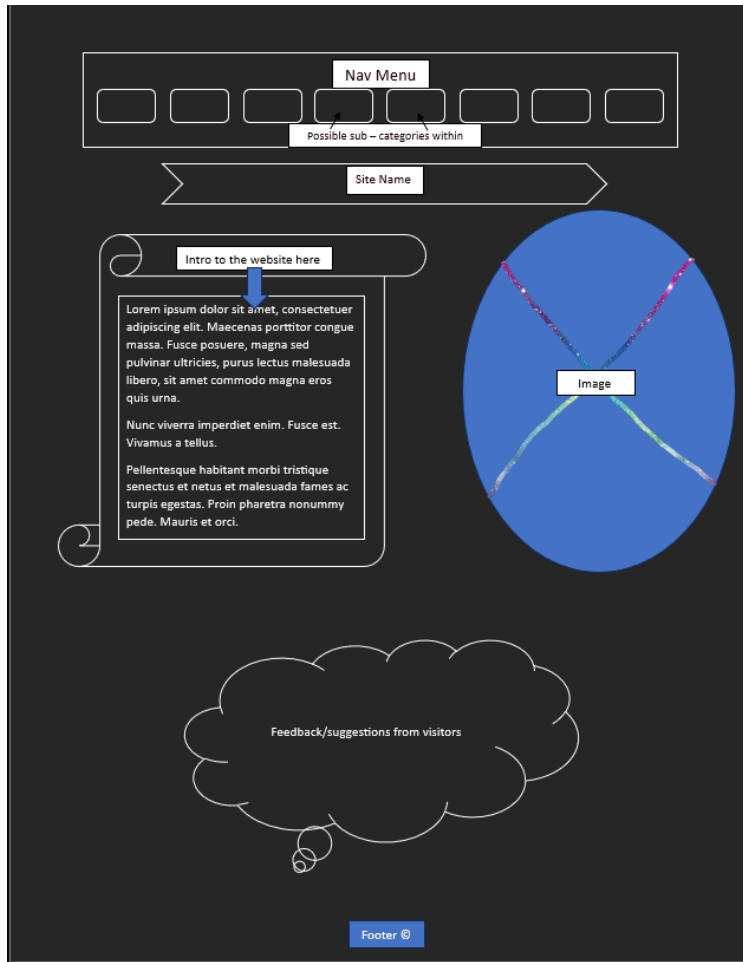 Nav Menu
Possible sub – categories within
Site Name
Intro to the website here
Lorem ipsum dolor sit amet, consectetuer
adipiscing elit. Maecenas porttitor congue
massa. Fusce posuere, magna sed
pulvinar ultricies, purus lectus malesuada
libero, sit amet commodo magna eros
quis urna.
Nunc viverra imperdiet enim. Fusce est.
Vivamus a tellus.
Pellentesque habitant morbi tristique
senectus et netus et malesuada fames ac
turpis egestas. Proin pharetra nonummy
pede. Mauris et orci.
Image
Feedback/suggestions from visitors
Footer ©